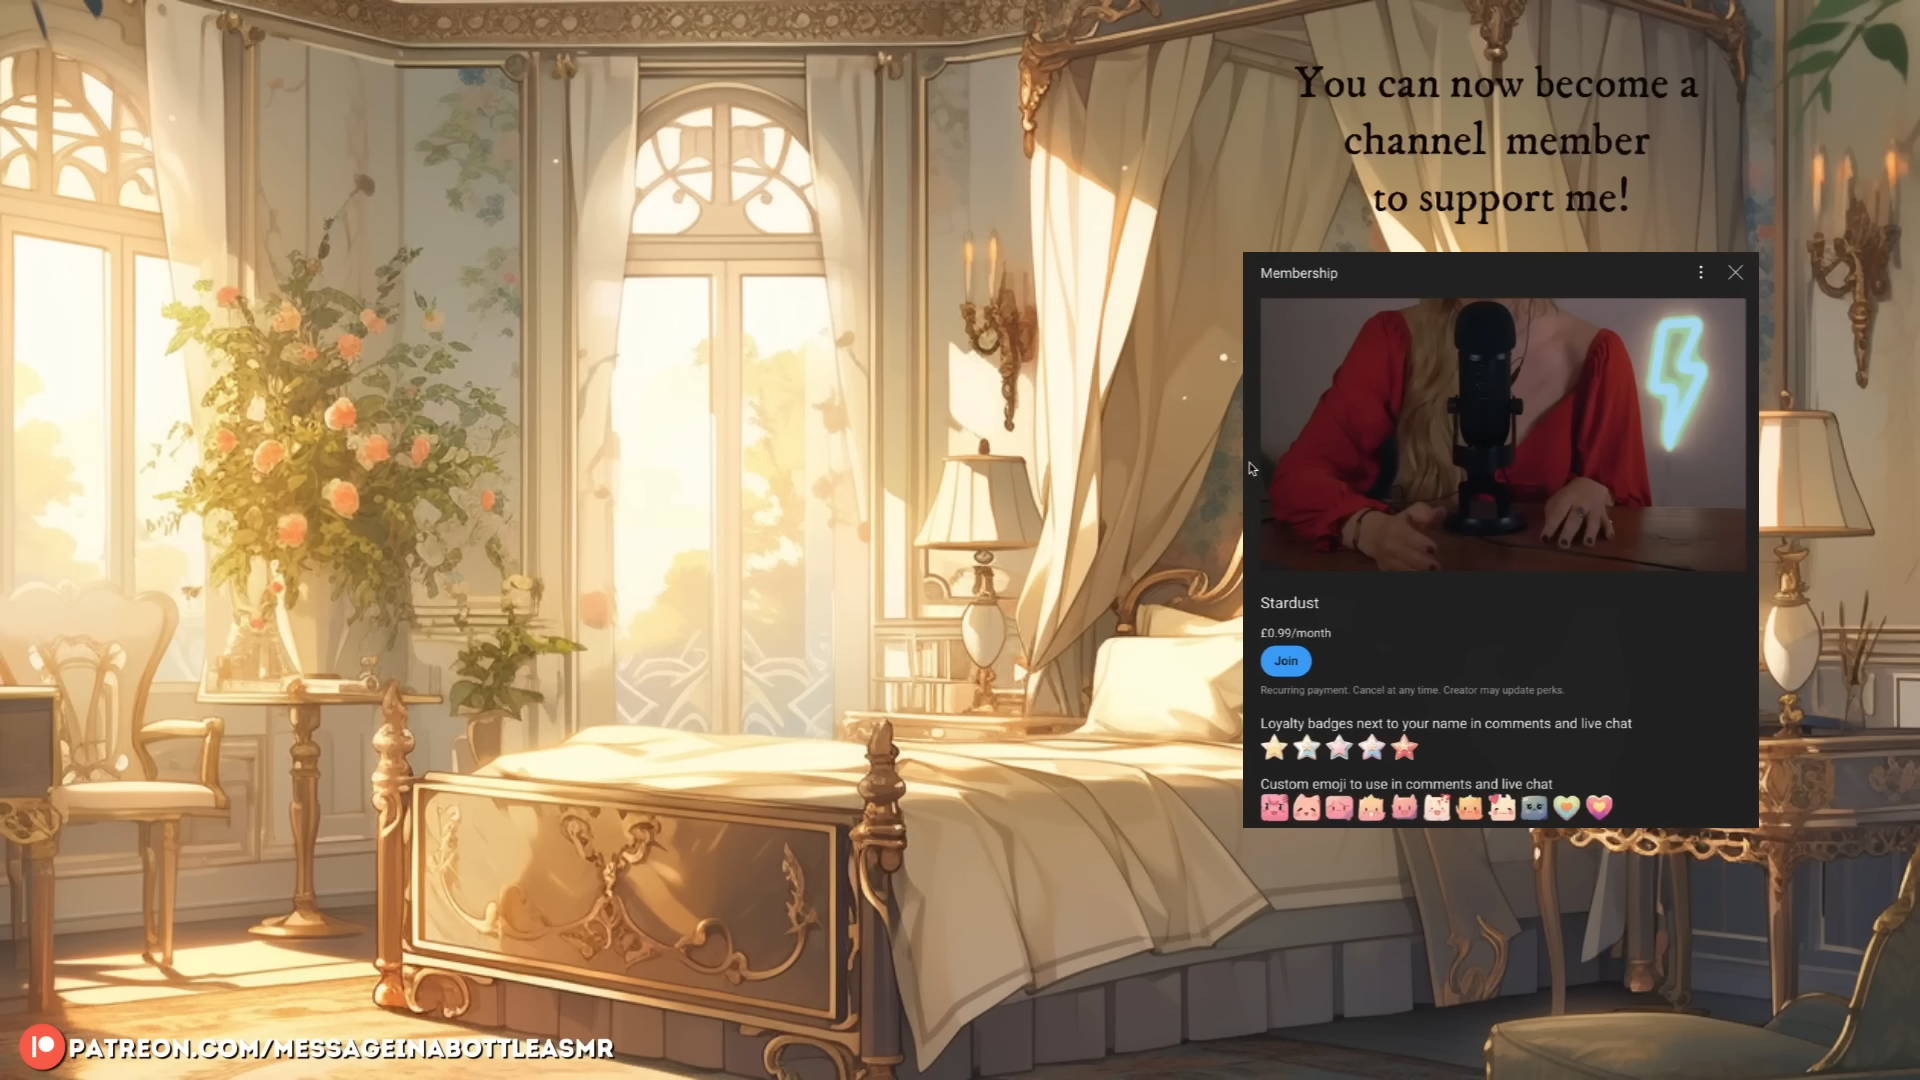 You can now become a
channel member
to support me!
Membership
Stardust
£0.99/month
Join
Recurring payment. Cancel at any time. Creator may update perks.
Loyalty badges next to your name in comments and live chat
Custom emoji to use in comments and live chat
PATREON.COM/MESSAGEINABOTTLEASMR